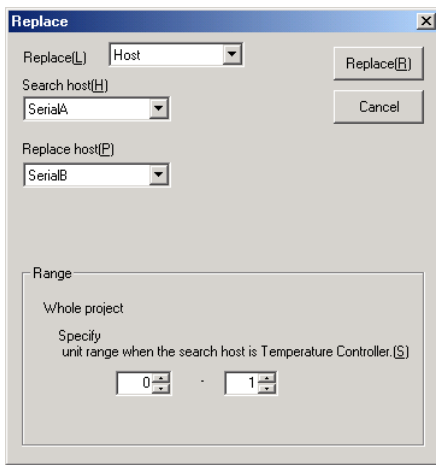 Replace
Replace(L) Host
Replace(R)
Search host(H)
SerialA
Cancel
Replace host(P)
SerialB
Range
Whole project
Specify
unit range when the search host is Temperature Controller.(S)
0 - 1